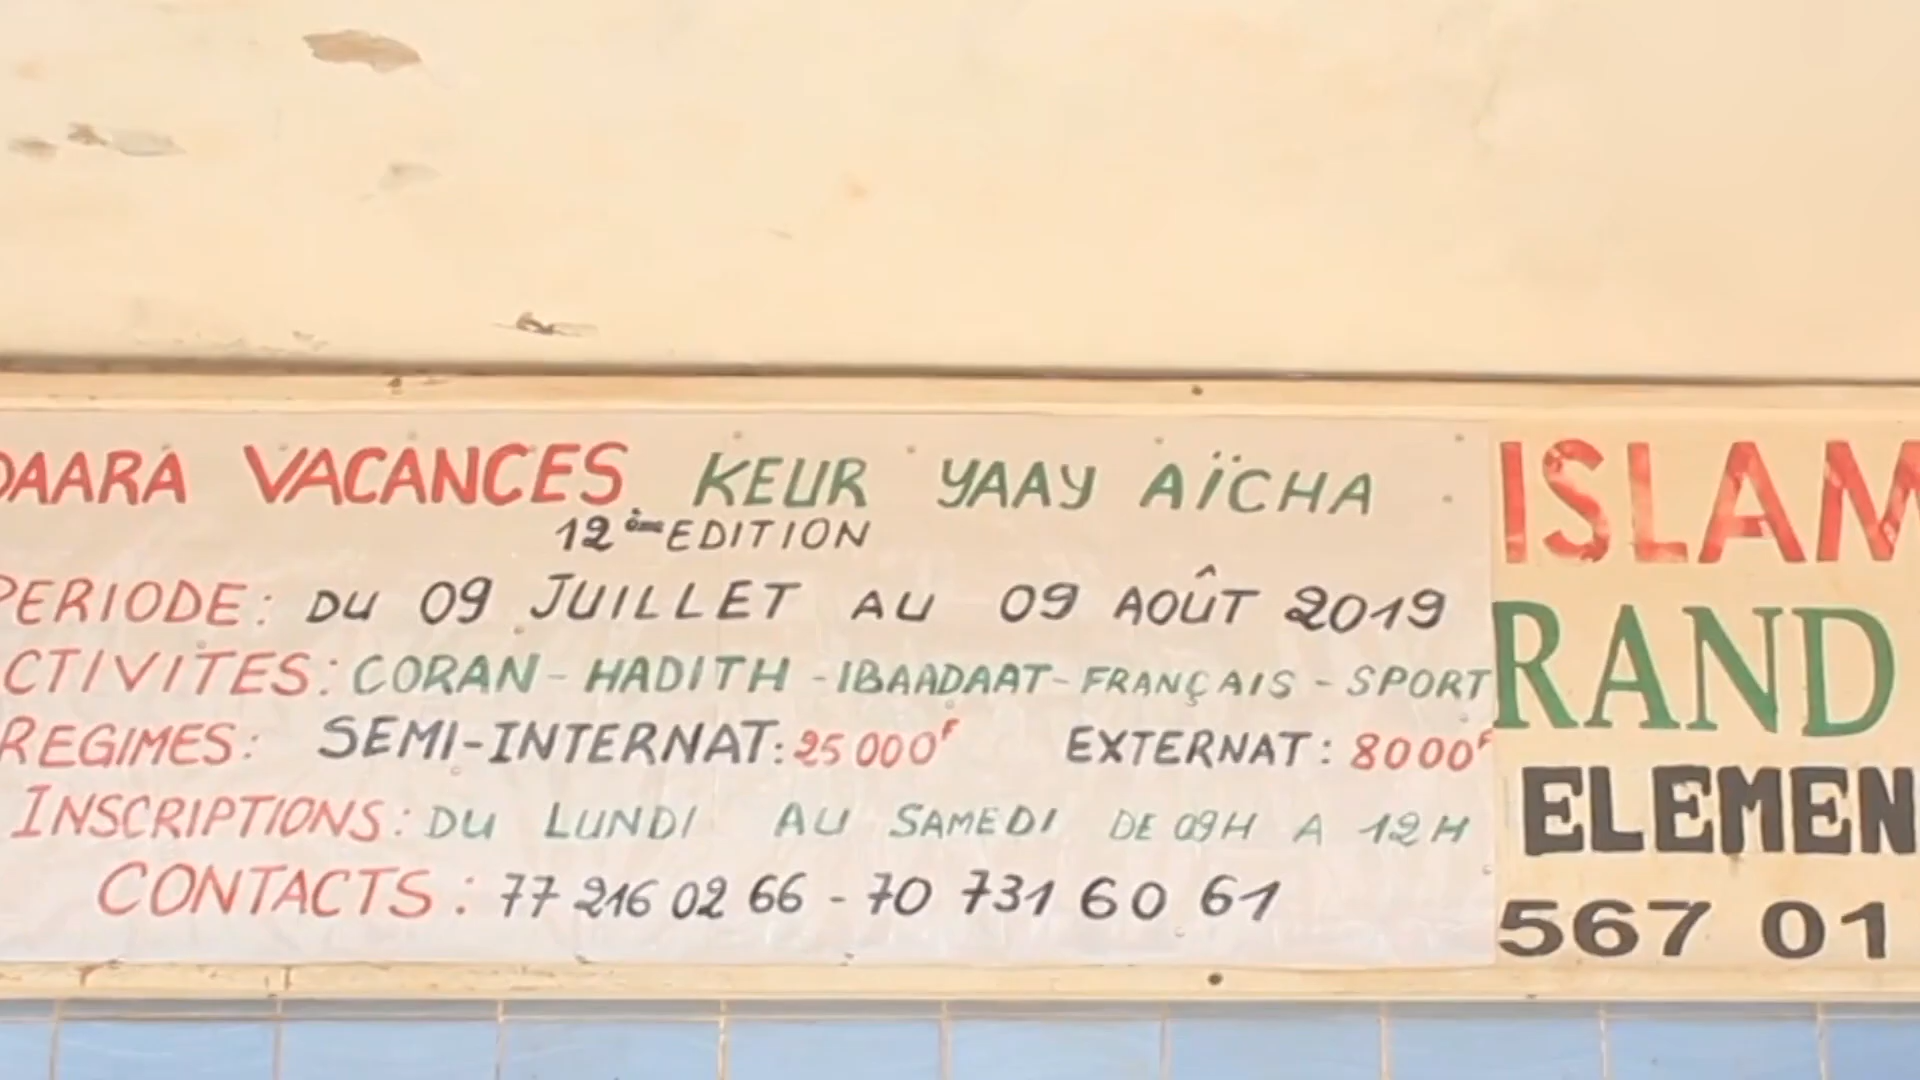 DAARA VACANCES KEUR YAAY AÏCHA
12ème EDITION
PERIODE: DU 09 JUILLET AU 09 AOÛT 2019
CTIVITES: CORAN - HADITH - IBAADAAT - FRANÇAIS - SPORT
REGIMES: SEMI-INTERNAT: 25 000F EXTERNAT: 8000F
INSCRIPTIONS: DU LUNDI AU SAMEDI DE 09H A 12H
CONTACTS: 77 216 02 66 - 70 731 60 61
ISLAM
RAND
ELEMEN
567 01